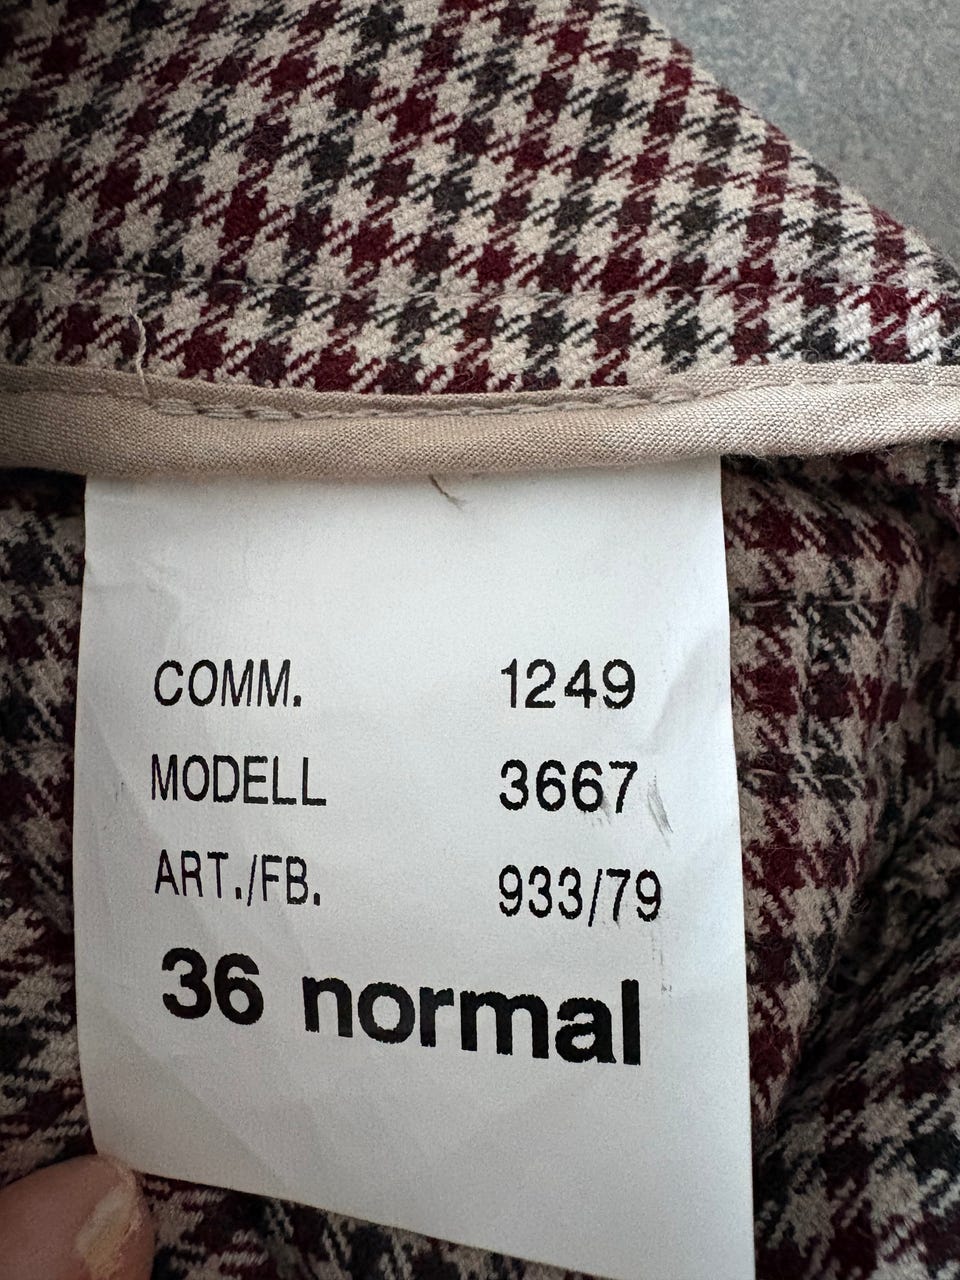 COMM. 1249
MODELL 3667
ART./FB. 933/79
36 normal